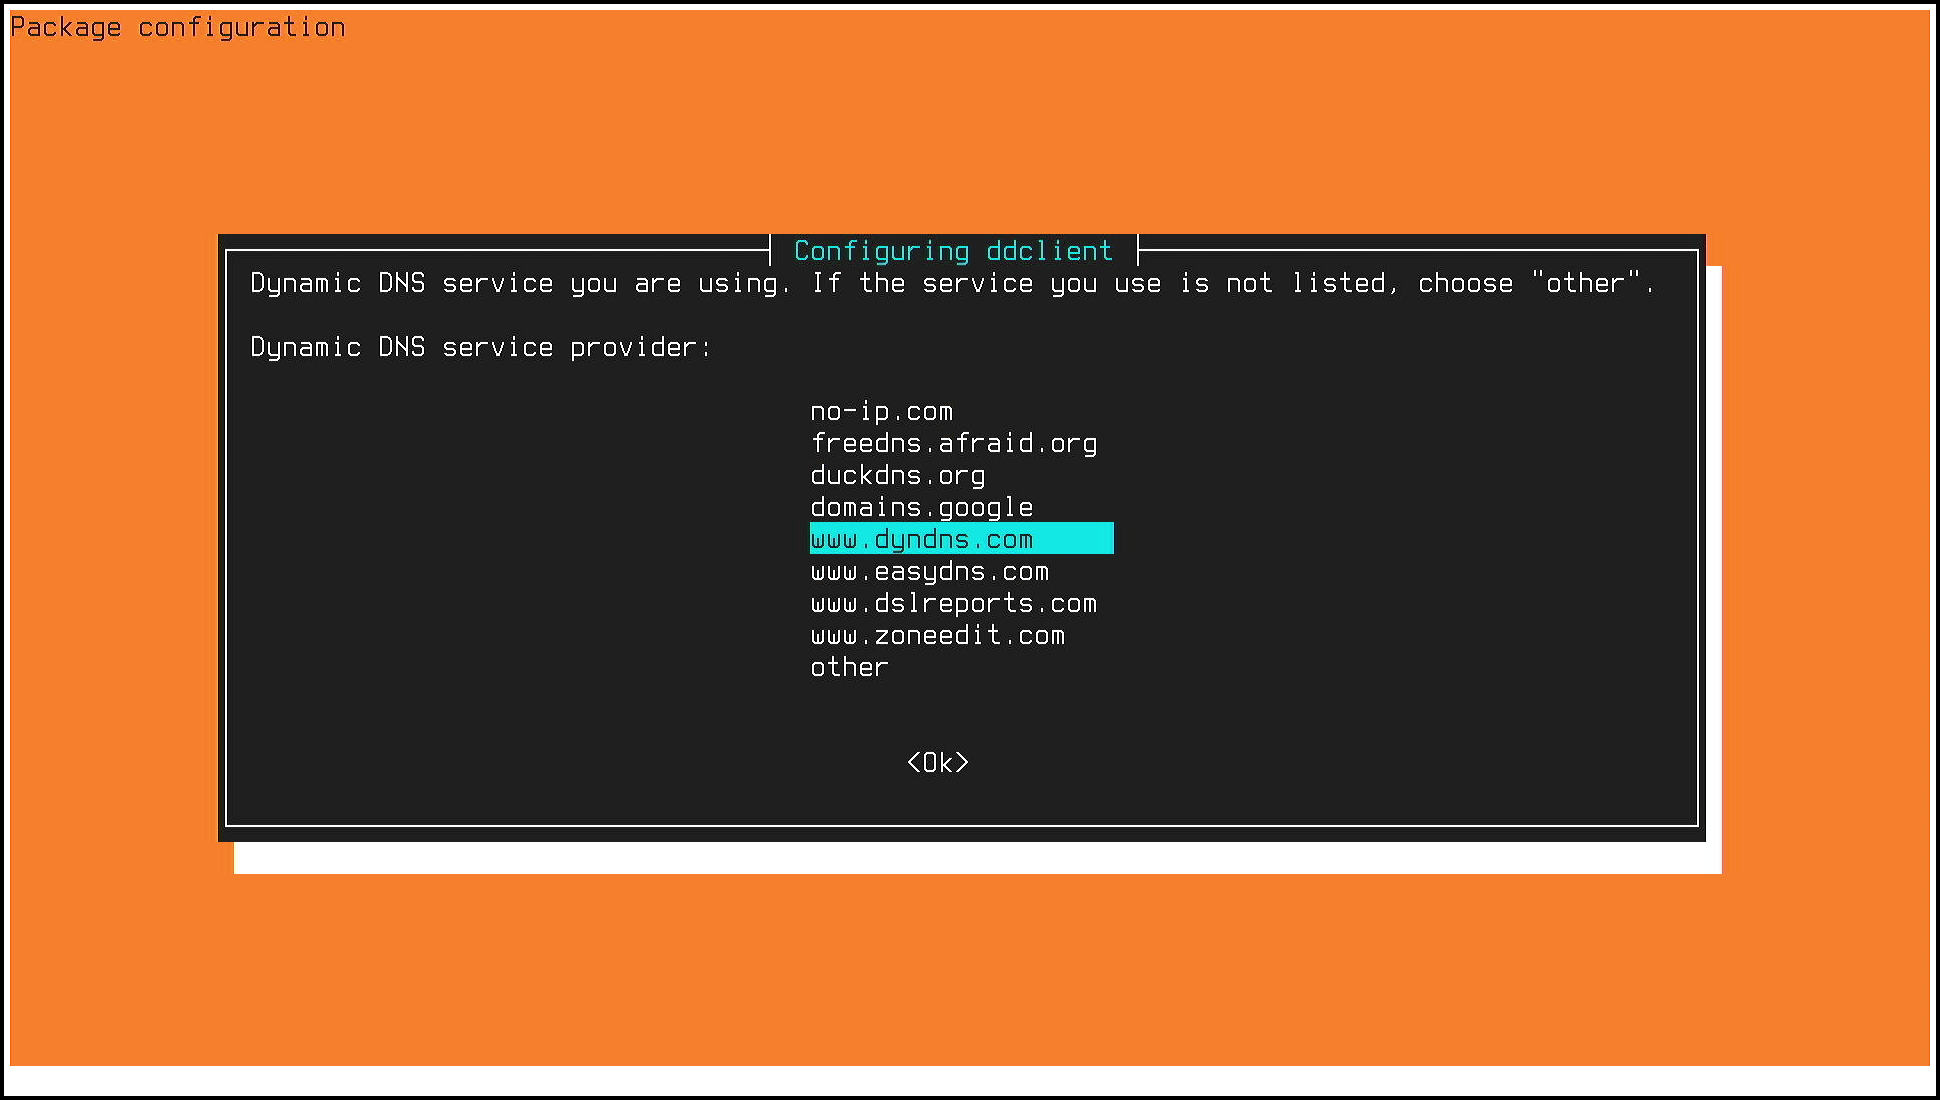 Package configuration
Configuring ddclient
Dynamic DNS service you are using. If the service you use is not listed, choose "other".
Dynamic DNS service provider:
no-ip.com
freedns.afraid.org
duckdns.org
domains.google
www.dyndns.com
www.easydns.com
www.dslreports.com
www.zoneedit.com
other
<Ok>